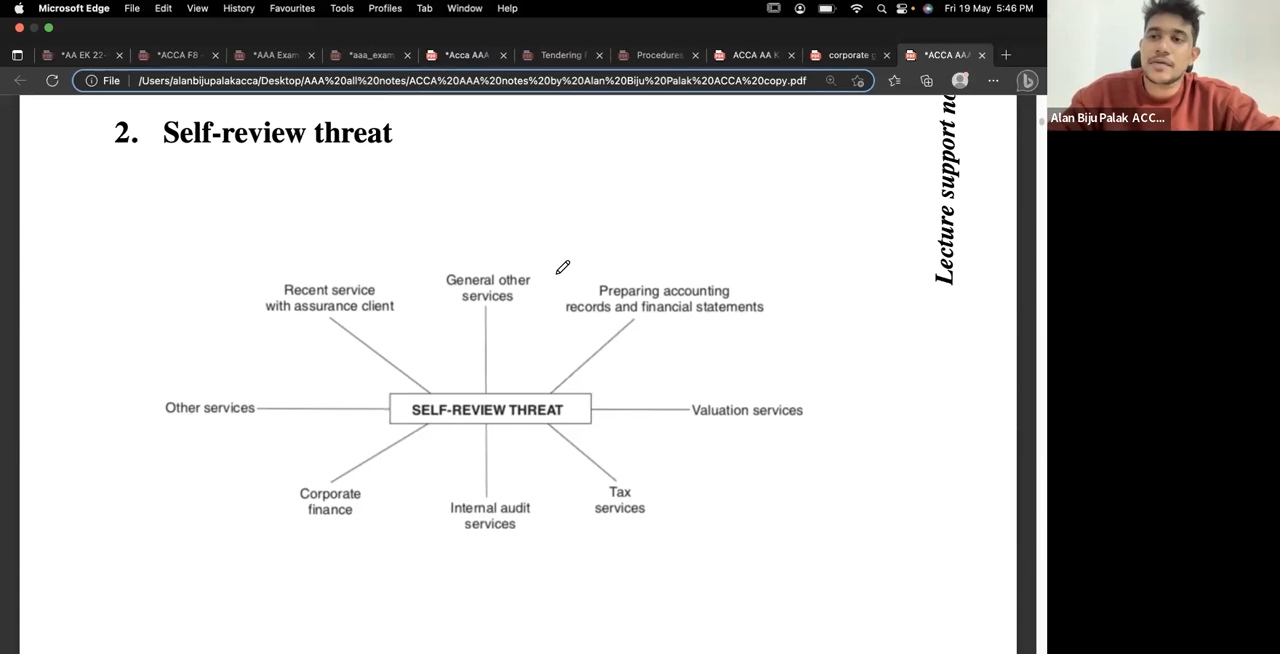 Microsoft Edge File Edit View History Favourites Tools Profiles Tab Window Help Fri 19 May 5:46 PM
*AA EK 22- *ACCA F8 - *AAA Exam *aaa_exam *Acca AAA Tendering Procedures ACCA AA K corporate g *ACCA AAA
File /Users/alanbijupalakacca/Desktop/AAA%20all%20notes/ACCA%20AAA%20notes%20by%20Alan%20Biju%20Palak%20ACCA%20copy.pdf
Alan Biju Palak ACC...
2. Self-review threat
Lecture support no
General other
services
Recent service
with assurance client
Preparing accounting
records and financial statements
Other services
SELF-REVIEW THREAT
Valuation services
Corporate
finance
Internal audit
services
Tax
services